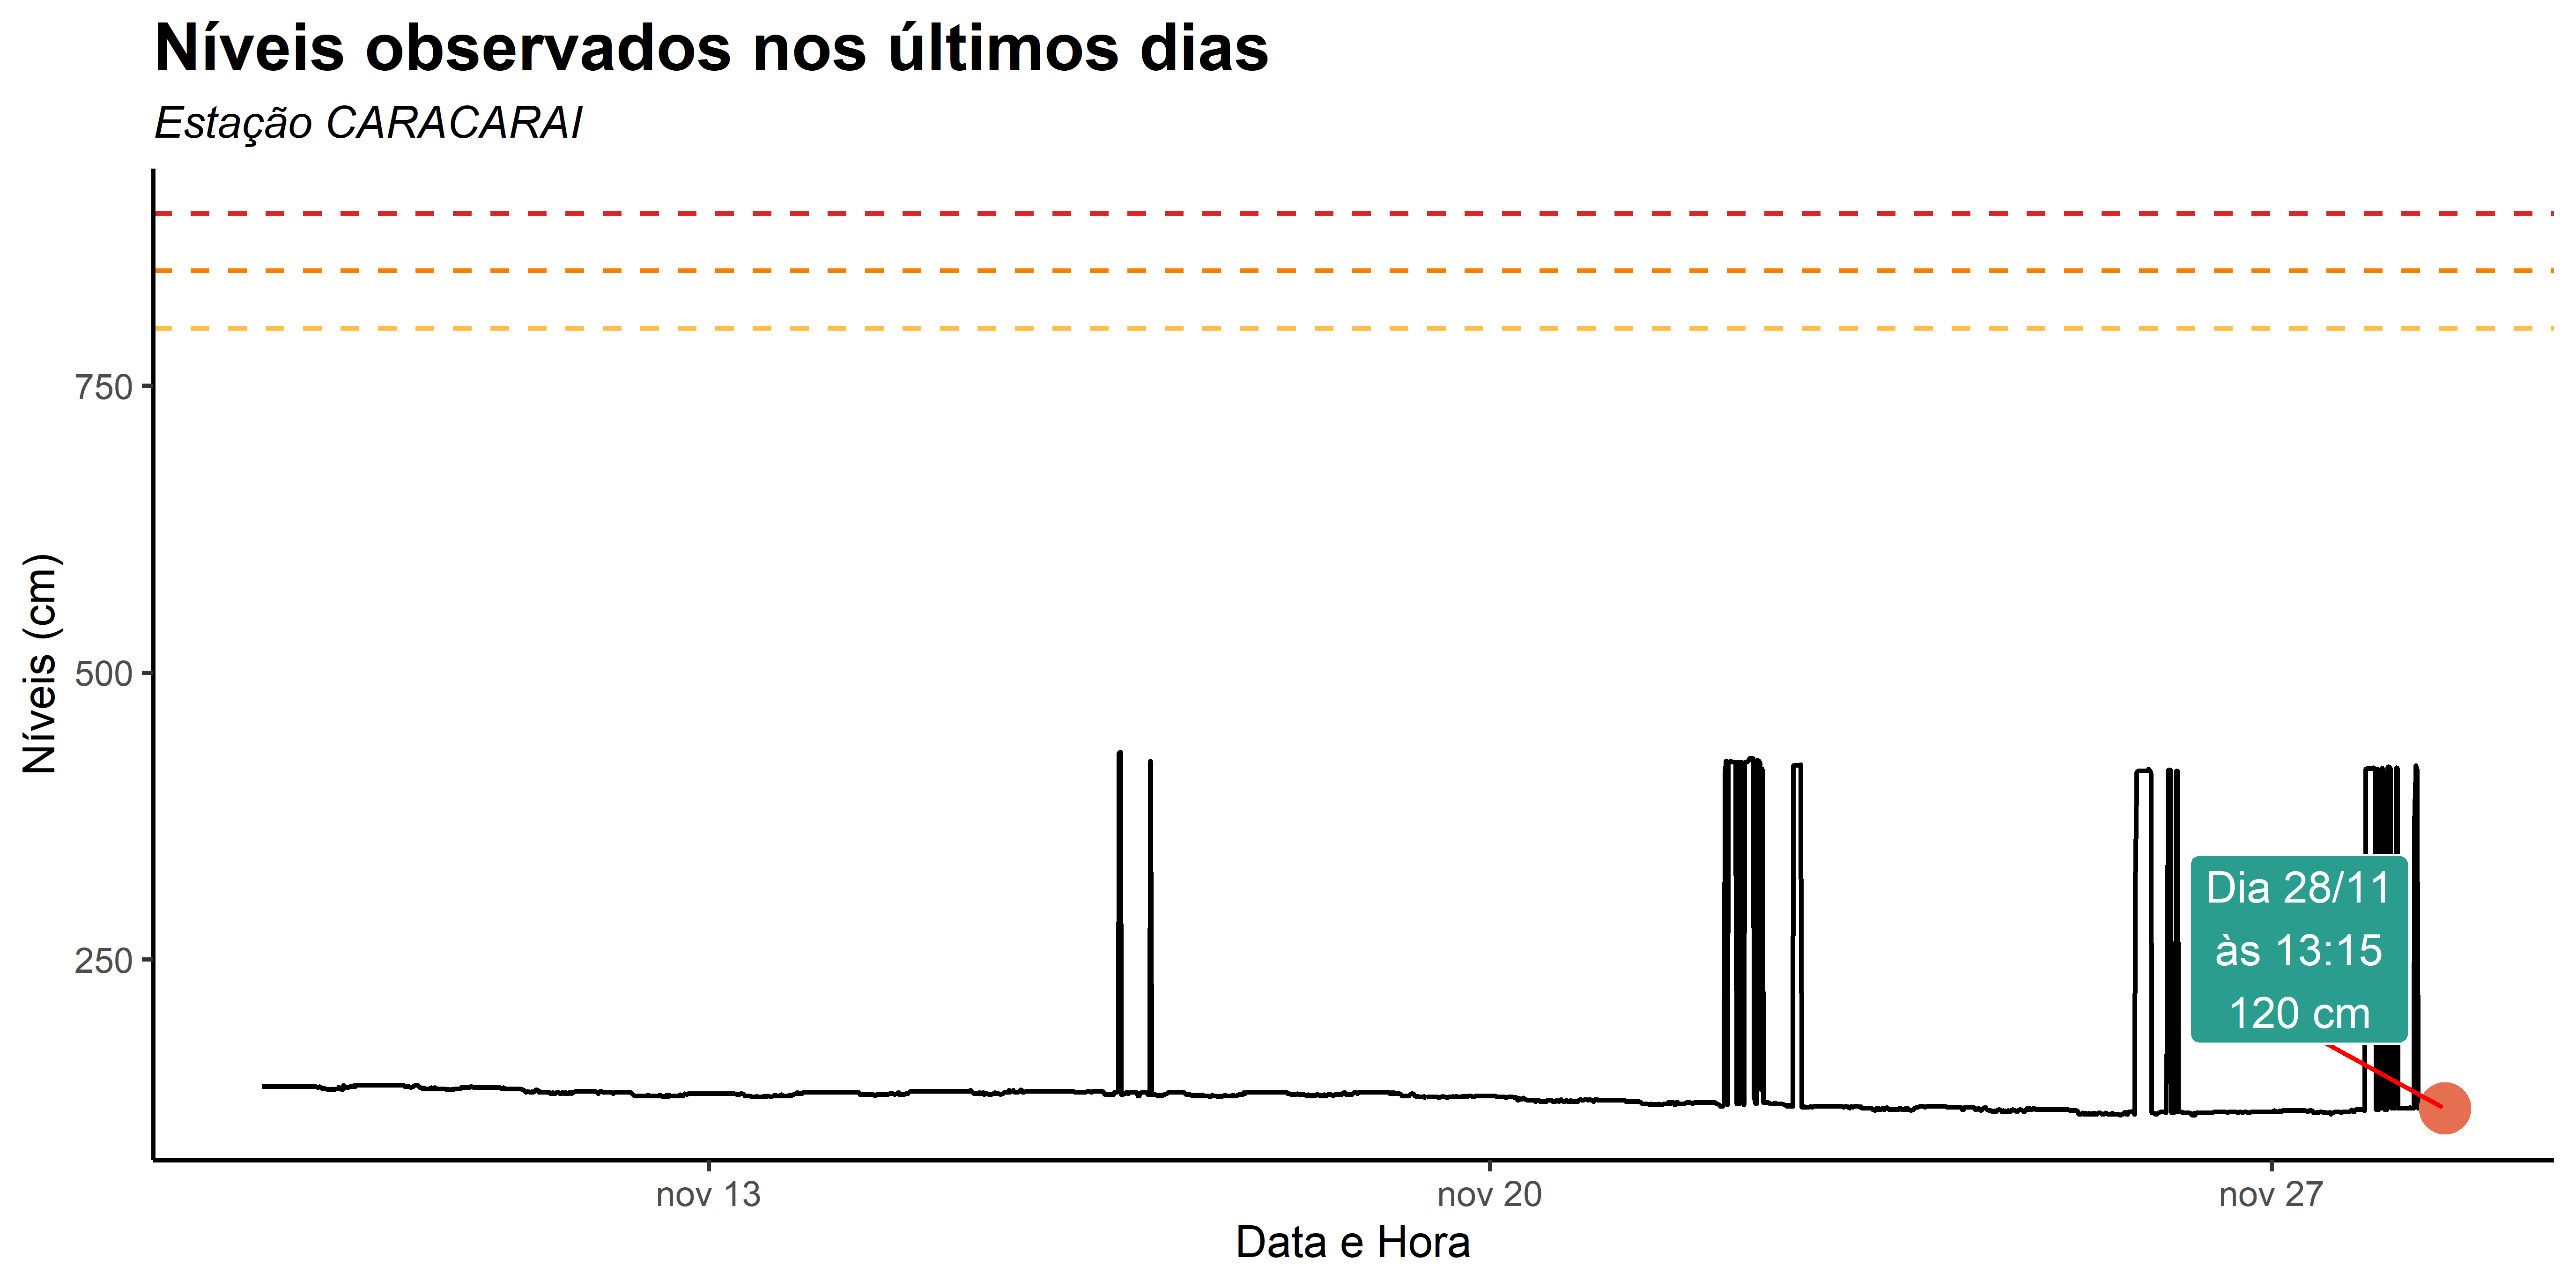 Níveis observados nos últimos dias
Estação CARACARAI
Níveis (cm)
750
500
250
Dia 28/11
às 13:15
120 cm
nov 13
nov 20
nov 27
Data e Hora